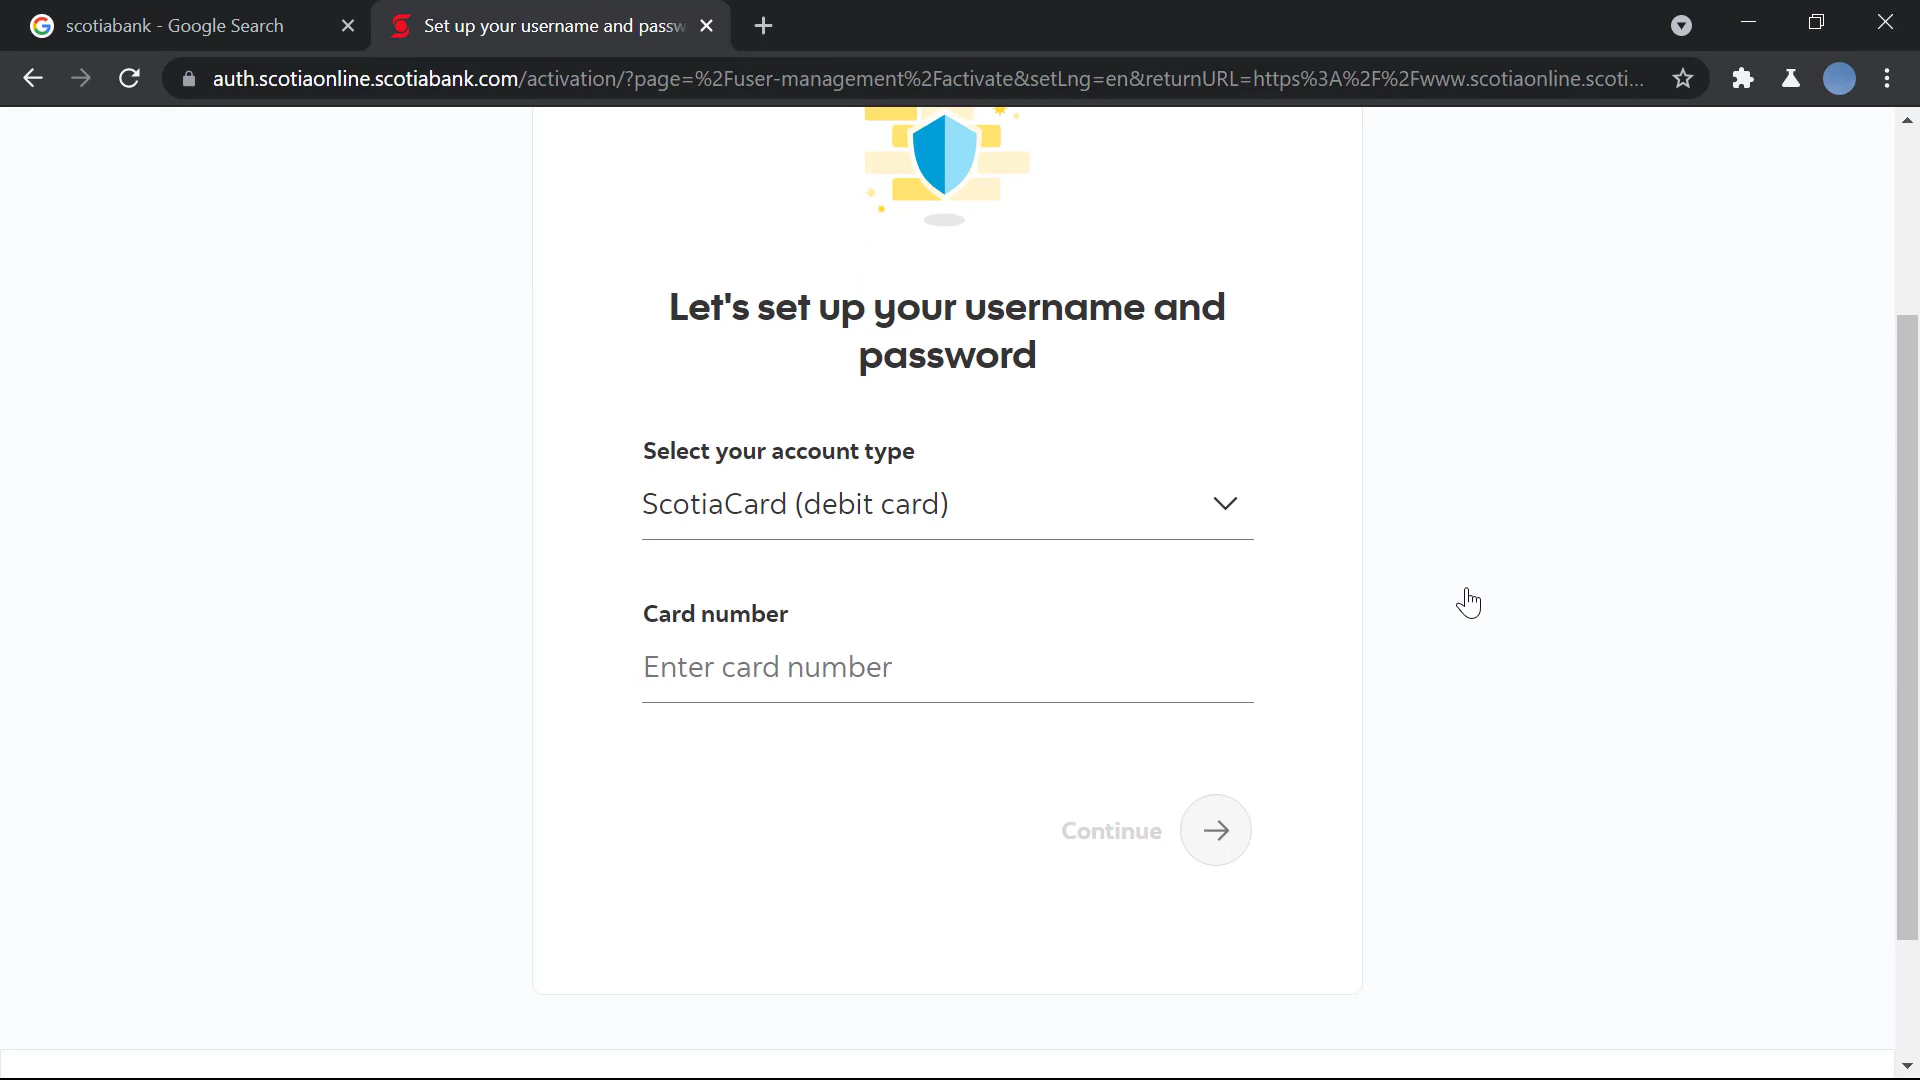 scotiabank - Google Search
Set up your username and passw
auth.scotiaonline.scotiabank.com/activation/?page=%2Fuser-management%2Factivate&setLng=en&returnURL=https%3A%2F%2Fwww.scotiaonline.scoti...
Let's set up your username and
password
Select your account type
ScotiaCard (debit card)
Card number
Enter card number
Continue